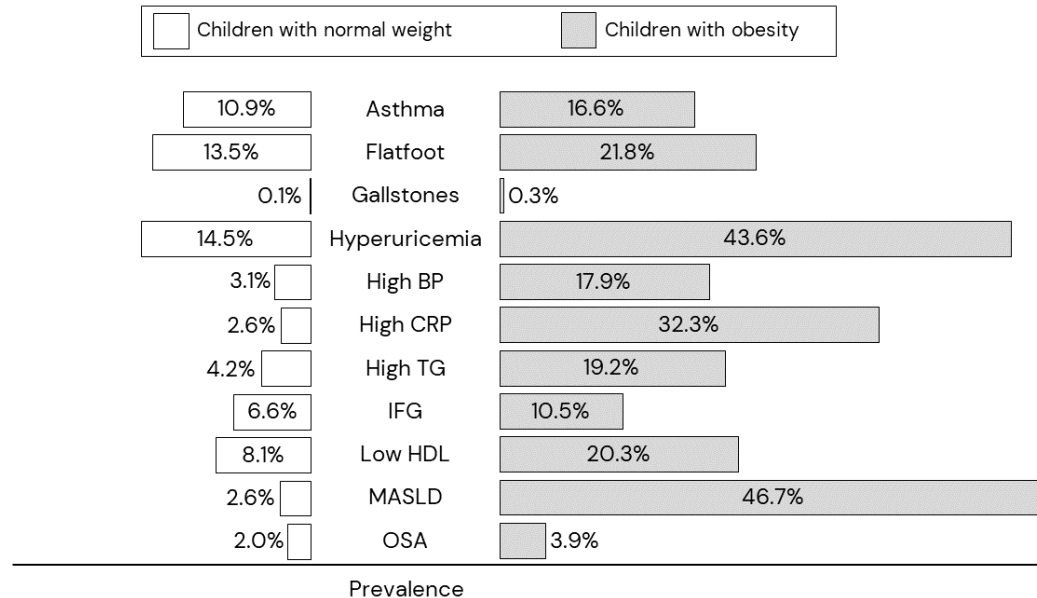 Children with normal weight Children with obesity
10.9% Asthma 16.6%
13.5% Flatfoot 21.8%
0.1% Gallstones 0.3%
14.5% Hyperuricemia 43.6%
3.1% High BP 17.9%
2.6% High CRP 32.3%
4.2% High TG 19.2%
6.6% IFG 10.5%
8.1% Low HDL 20.3%
2.6% MASLD 46.7%
2.0% OSA 3.9%
Prevalence